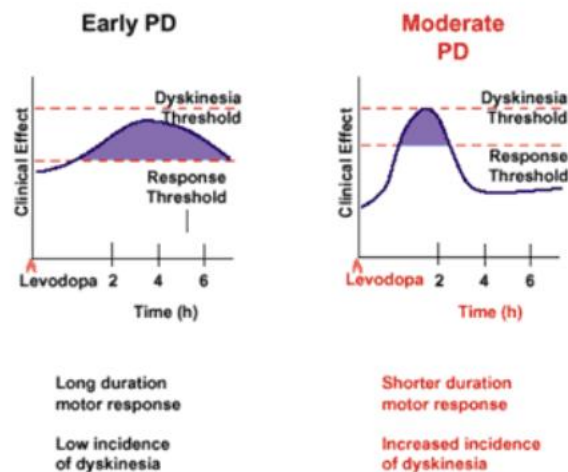 Early PD
Clinical Effect
Dyskinesia
Threshold
Response
Threshold
Levodopa
2
4
6
Time (h)
Long duration
motor response
Low incidence
of dyskinesia
Moderate
PD
Clinical Effect
Dyskinesia
Threshold
Response
Threshold
Levodopa
2
4
6
Time (h)
Shorter duration
motor response
Increased incidence
of dyskinesia